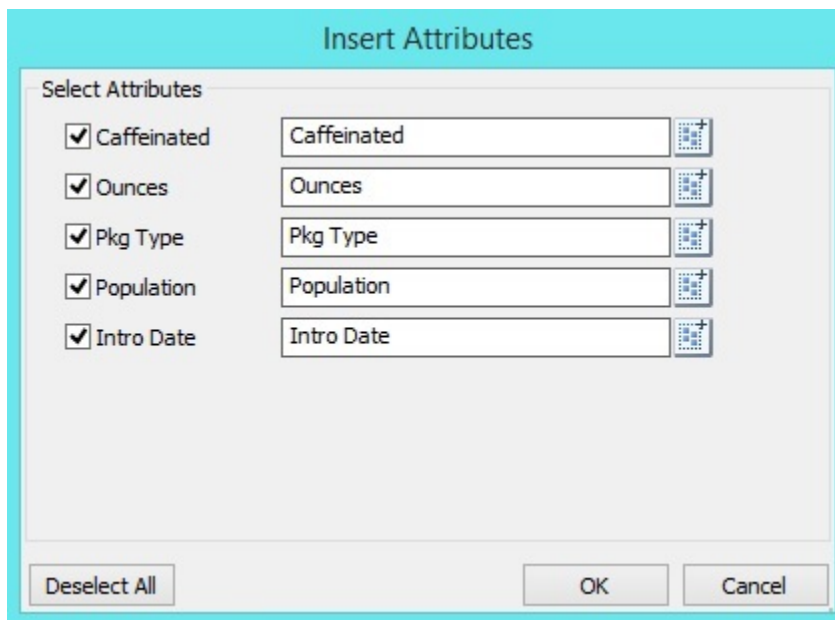 Insert Attributes
Select Attributes
Caffeinated Caffeinated
Ounces Ounces
Pkg Type Pkg Type
Population Population
Intro Date Intro Date
Deselect All OK Cancel